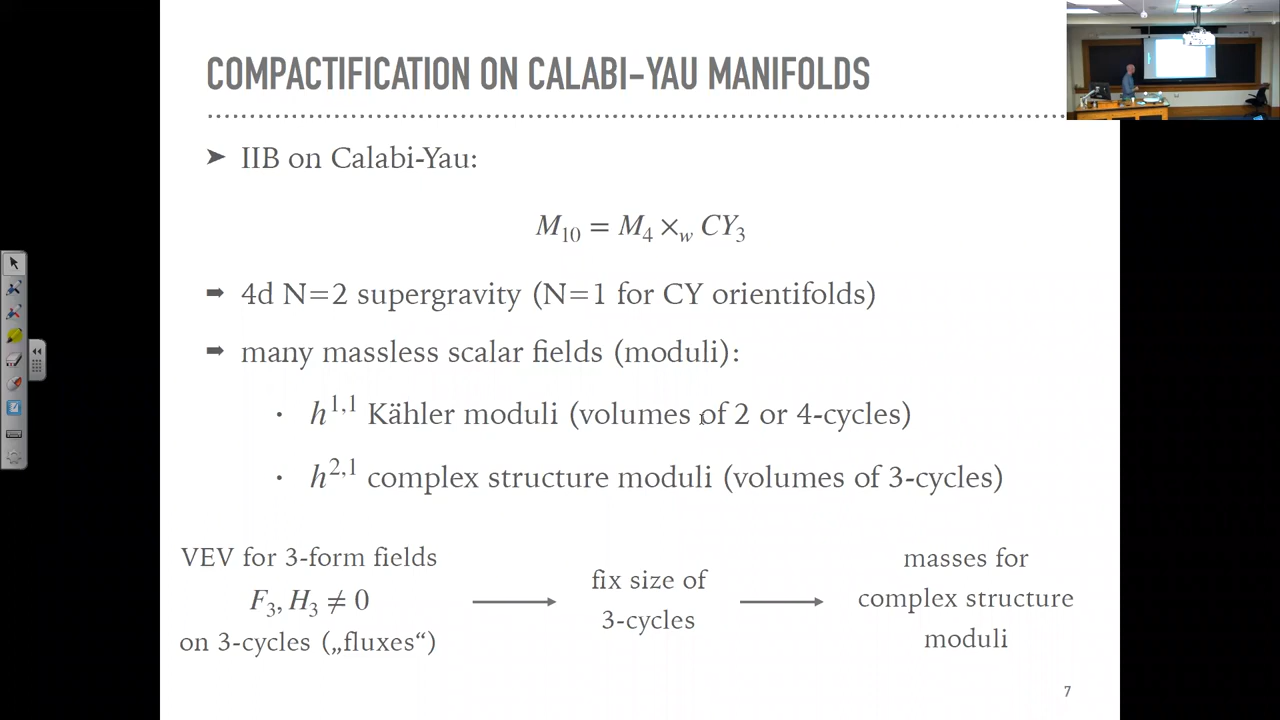 COMPACTIFICATION ON CALABI-YAU MANIFOLDS
➤ IIB on Calabi-Yau:
M₁₀ = M₄ ×_w CY₃
➡ 4d N=2 supergravity (N=1 for CY orientifolds)
➡ many massless scalar fields (moduli):
· h^{1,1} Kähler moduli (volumes of 2 or 4-cycles)
· h^{2,1} complex structure moduli (volumes of 3-cycles)
VEV for 3-form fields
F₃, H₃ ≠ 0
on 3-cycles („fluxes“)
fix size of
3-cycles
masses for
complex structure
moduli
7